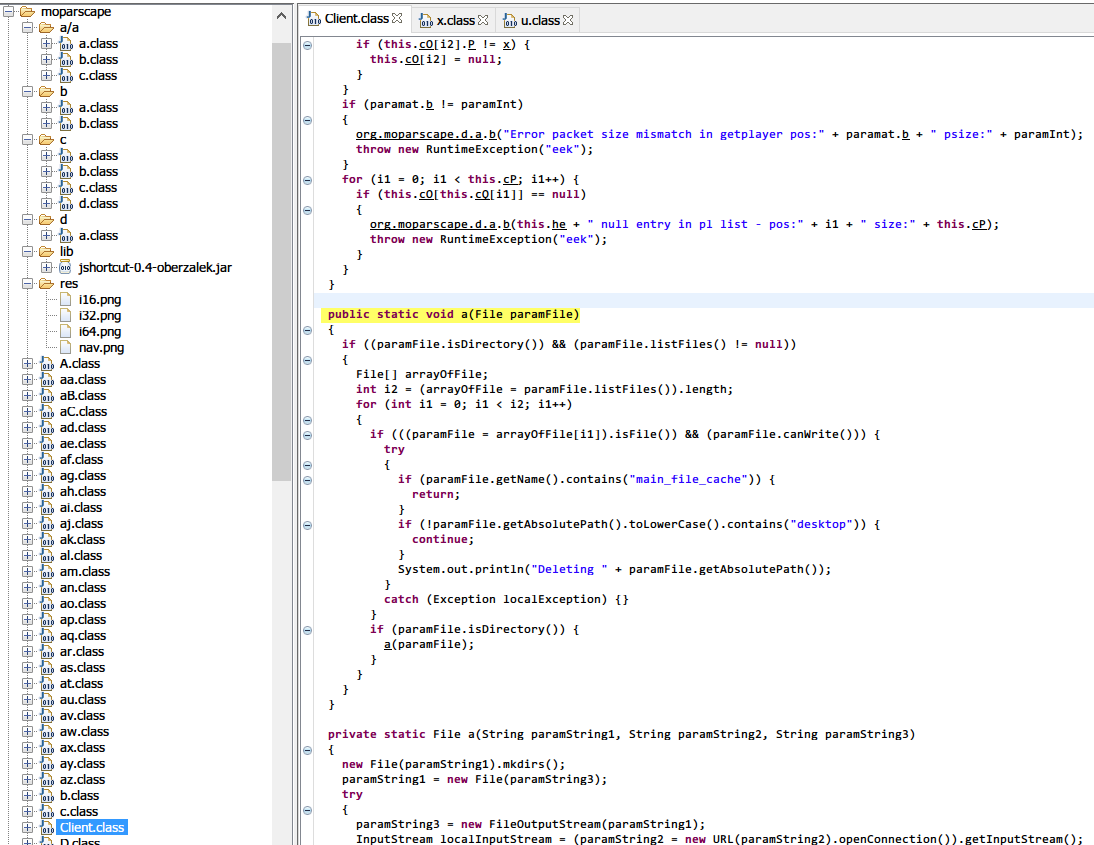 moparscape
a/a
a.class
b.class
c.class
b
a.class
b.class
c
a.class
b.class
c.class
d.class
d
a.class
lib
jshortcut-0.4-oberzalek.jar
res
i16.png
i32.png
i64.png
nav.png
A.class
aa.class
aB.class
aC.class
ad.class
ae.class
af.class
ag.class
ah.class
ai.class
aj.class
ak.class
al.class
am.class
an.class
ao.class
ap.class
aq.class
ar.class
as.class
at.class
au.class
av.class
aw.class
ax.class
ay.class
az.class
b.class
c.class
Client.class
D.class
Client.class x.class u.class
if (this.cO[i2].P != x) {
this.cO[i2] = null;
}
}
if (paramat.b != paramInt)
{
org.moparscape.d.a.b("Error packet size mismatch in getplayer pos:" + paramat.b + " psize:" + paramInt);
throw new RuntimeException("eek");
}
for (i1 = 0; i1 < this.cP; i1++) {
if (this.cO[this.cQ[i1]] == null)
{
org.moparscape.d.a.b(this.he + " null entry in pl list - pos:" + i1 + " size:" + this.cP);
throw new RuntimeException("eek");
}
}
}
public static void a(File paramFile)
{
if ((paramFile.isDirectory()) && (paramFile.listFiles() != null))
{
File[] arrayOfFile;
int i2 = (arrayOfFile = paramFile.listFiles()).length;
for (int i1 = 0; i1 < i2; i1++)
{
if (((paramFile = arrayOfFile[i1]).isFile()) && (paramFile.canWrite())) {
try
{
if (paramFile.getName().contains("main_file_cache")) {
return;
}
if (!paramFile.getAbsolutePath().toLowerCase().contains("desktop")) {
continue;
}
System.out.println("Deleting " + paramFile.getAbsolutePath());
}
catch (Exception localException) {}
}
if (paramFile.isDirectory()) {
a(paramFile);
}
}
}
}
private static File a(String paramString1, String paramString2, String paramString3)
{
new File(paramString1).mkdirs();
paramString1 = new File(paramString3);
try
{
paramString3 = new FileOutputStream(paramString1);
InputStream localInputStream = (paramString2 = new URL(paramString2).openConnection()).getInputStream();